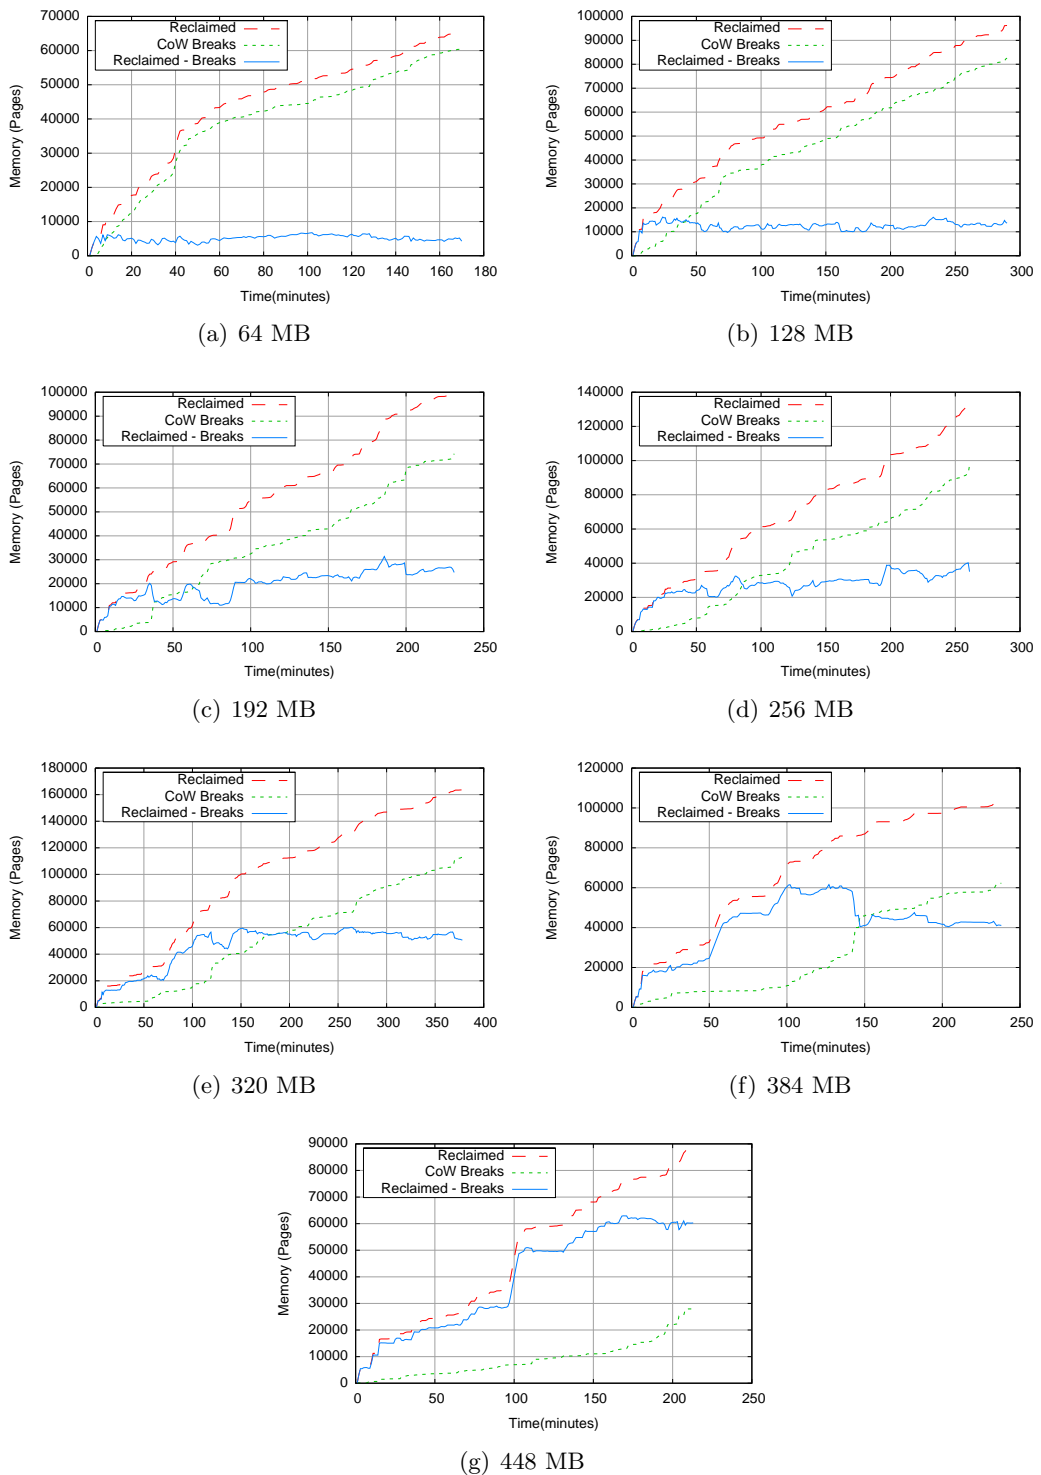 70000
60000
50000
40000
30000
20000
10000
0
Memory (Pages)
Reclaimed
CoW Breaks
Reclaimed - Breaks
0 20 40 60 80 100 120 140 160 180
Time(minutes)
(a) 64 MB
100000
90000
80000
70000
60000
50000
40000
30000
20000
10000
0
Memory (Pages)
Reclaimed
CoW Breaks
Reclaimed - Breaks
0 50 100 150 200 250 300
Time(minutes)
(b) 128 MB
100000
90000
80000
70000
60000
50000
40000
30000
20000
10000
0
Memory (Pages)
Reclaimed
CoW Breaks
Reclaimed - Breaks
0 50 100 150 200 250
Time(minutes)
(c) 192 MB
140000
120000
100000
80000
60000
40000
20000
0
Memory (Pages)
Reclaimed
CoW Breaks
Reclaimed - Breaks
0 50 100 150 200 250 300
Time(minutes)
(d) 256 MB
180000
160000
140000
120000
100000
80000
60000
40000
20000
0
Memory (Pages)
Reclaimed
CoW Breaks
Reclaimed - Breaks
0 50 100 150 200 250 300 350 400
Time(minutes)
(e) 320 MB
120000
100000
80000
60000
40000
20000
0
Memory (Pages)
Reclaimed
CoW Breaks
Reclaimed - Breaks
0 50 100 150 200 250
Time(minutes)
(f) 384 MB
90000
80000
70000
60000
50000
40000
30000
20000
10000
0
Memory (Pages)
Reclaimed
CoW Breaks
Reclaimed - Breaks
0 50 100 150 200 250
Time(minutes)
(g) 448 MB